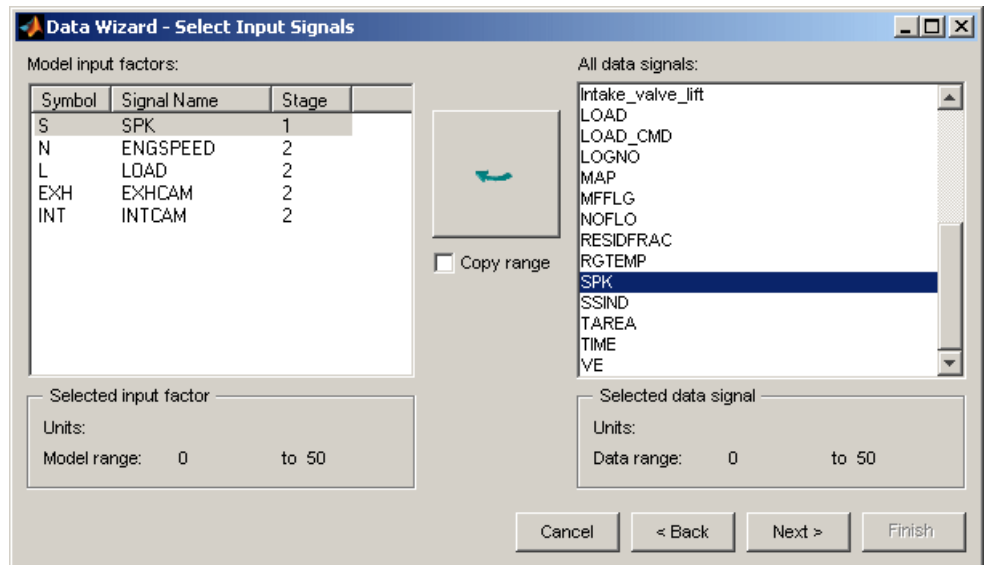 Data Wizard - Select Input Signals
Model input factors:
Symbol Signal Name Stage
S SPK 1
N ENGSPEED 2
L LOAD 2
EXH EXHCAM 2
INT INTCAM 2
Copy range
All data signals:
Intake_valve_lift
LOAD
LOAD_CMD
LOGNO
MAP
MFFLG
NOFLO
RESIDFRAC
RGTEMP
SPK
SSIND
TAREA
TIME
VE
Selected input factor
Units:
Model range: 0 to 50
Selected data signal
Units:
Data range: 0 to 50
Cancel < Back Next > Finish